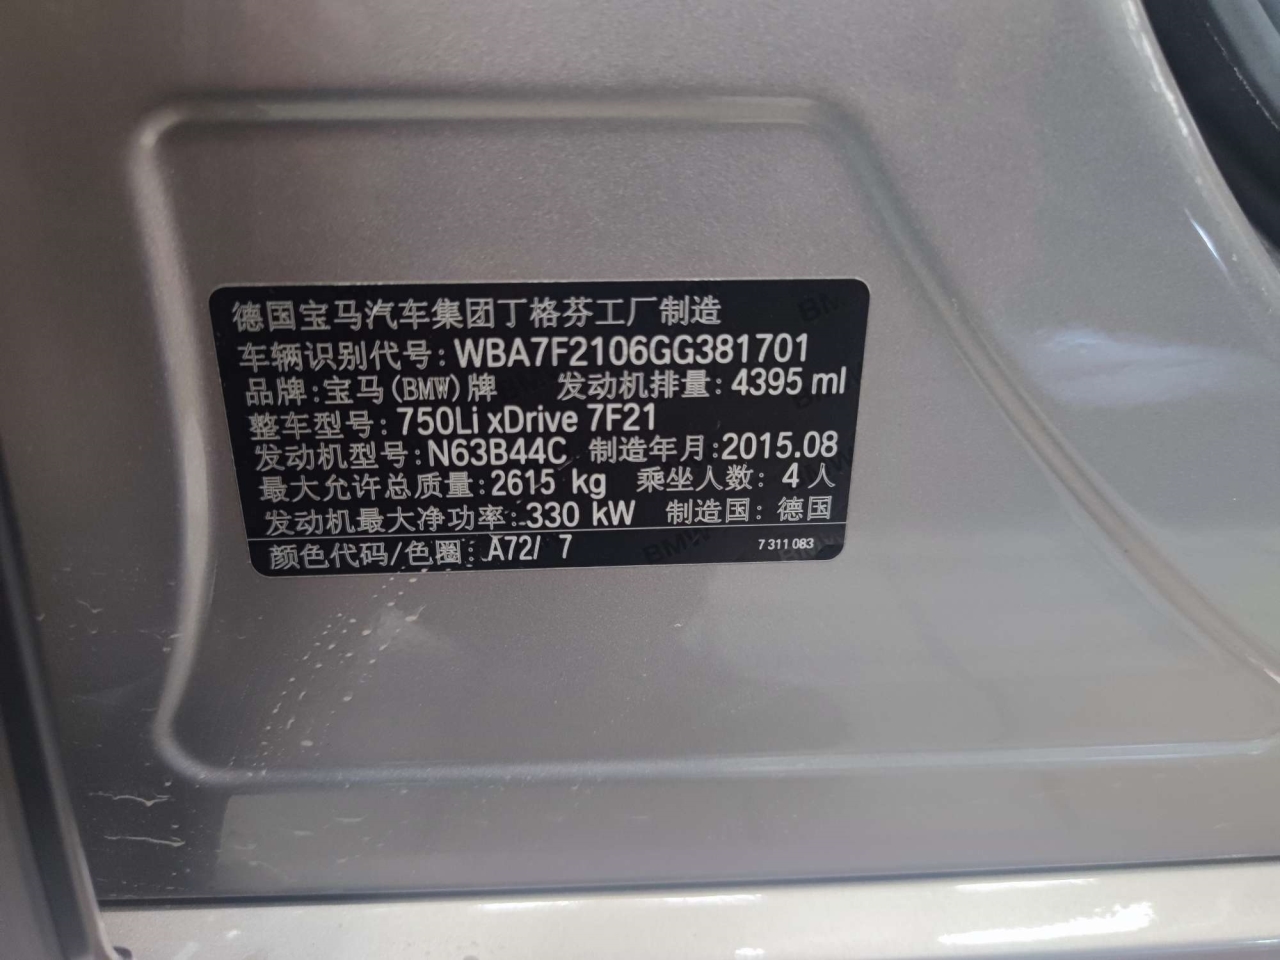 德国宝马汽车集团丁格芬工厂制造
车辆识别代号: WBA7F2106GG381701
品牌: 宝马(BMW)牌 发动机排量: 4395 ml
整车型号: 750Li xDrive 7F21
发动机型号: N63B44C 制造年月: 2015.08
最大允许总质量: 2615 kg 乘坐人数: 4 人
发动机最大净功率: 330 kW 制造国: 德国
颜色代码/色圈: A72/ 7 7 311 083